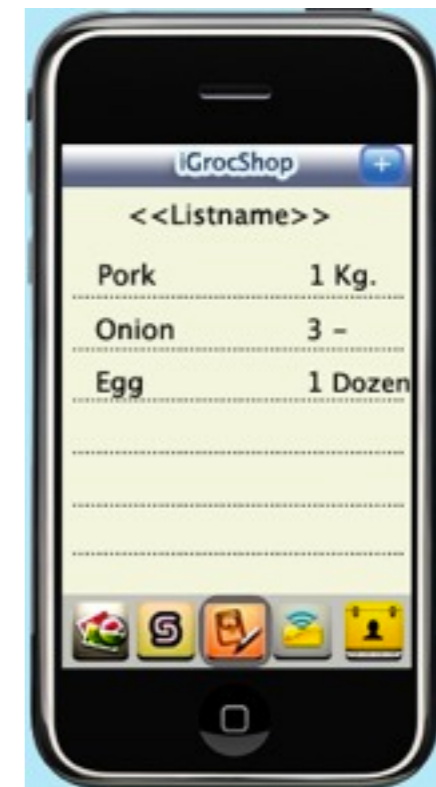 iGrocShop +
<<Listname>>
Pork 1 Kg.
Onion 3 –
Egg 1 Dozen